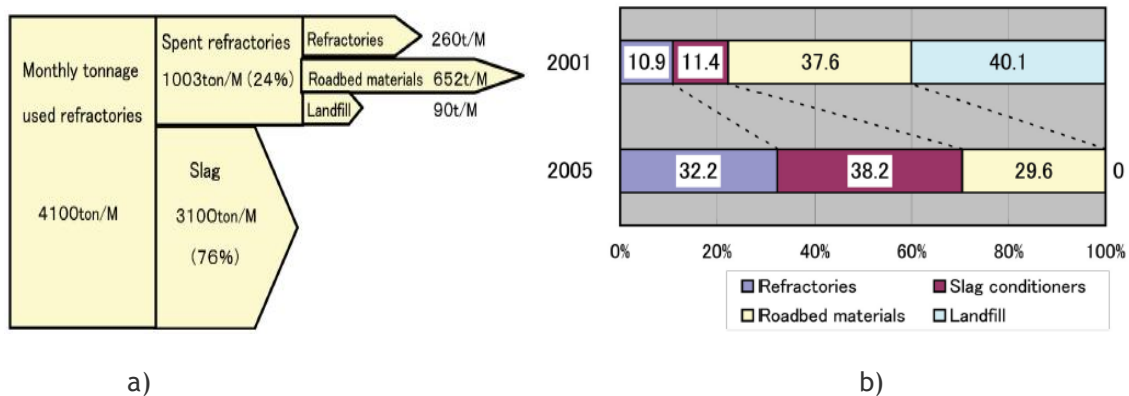 Monthly tonnage
used refractories
4100ton/M
Spent refractories
1003ton/M (24%)
Refractories 260t/M
Roadbed materials 652t/M
Landfill 90t/M
Slag
3100ton/M
(76%)
a)
2001 10.9 11.4 37.6 40.1
2005 32.2 38.2 29.6 0
0% 20% 40% 60% 80% 100%
Refractories Slag conditioners
Roadbed materials Landfill
b)